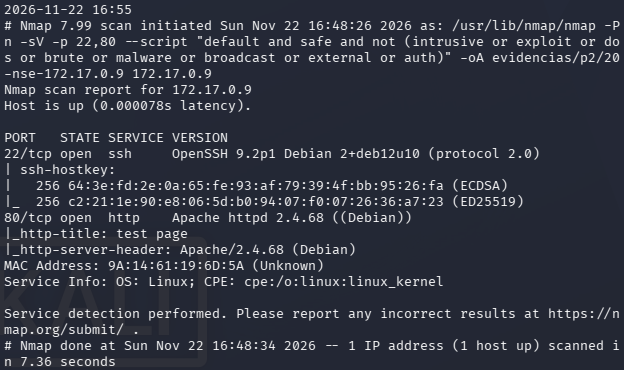 2026-11-22 16:55
# Nmap 7.99 scan initiated Sun Nov 22 16:48:26 2026 as: /usr/lib/nmap/nmap -P
n -sV -p 22,80 --script "default and safe and not (intrusive or exploit or do
s or brute or malware or broadcast or external or auth)" -oA evidencias/p2/20
-nse-172.17.0.9 172.17.0.9
Nmap scan report for 172.17.0.9
Host is up (0.000078s latency).
PORT   STATE SERVICE VERSION
22/tcp open  ssh     OpenSSH 9.2p1 Debian 2+deb12u10 (protocol 2.0)
| ssh-hostkey:
|   256 64:3e:fd:2e:0a:65:fe:93:af:79:39:4f:bb:95:26:fa (ECDSA)
|_  256 c2:21:1e:90:e8:06:5d:b0:94:07:f0:07:26:36:a7:23 (ED25519)
80/tcp open  http    Apache httpd 2.4.68 ((Debian))
|_http-title: test page
|_http-server-header: Apache/2.4.68 (Debian)
MAC Address: 9A:14:61:19:6D:5A (Unknown)
Service Info: OS: Linux; CPE: cpe:/o:linux:linux_kernel
Service detection performed. Please report any incorrect results at https://n
map.org/submit/ .
# Nmap done at Sun Nov 22 16:48:34 2026 -- 1 IP address (1 host up) scanned i
n 7.36 seconds